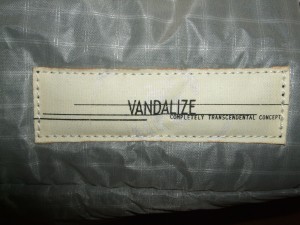 VANDALIZE
COMPLETELY TRANSCENDENTAL CONCEPT